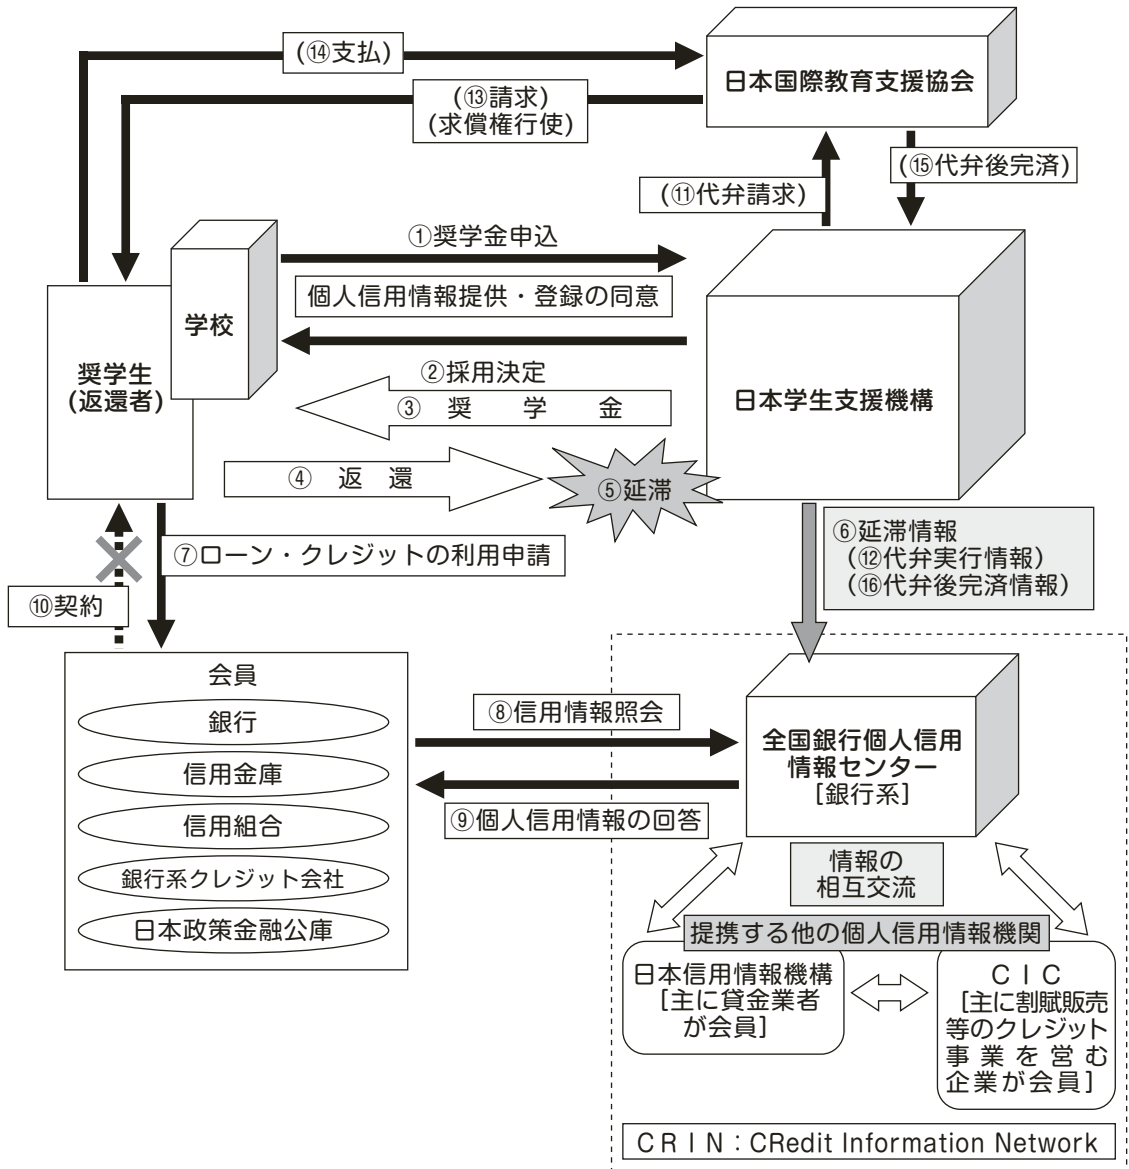 (⑭支払)
日本国際教育支援協会
(⑬請求)
(求償権行使)
(⑪代弁請求)
(⑮代弁後完済)
①奨学金申込
個人信用情報提供・登録の同意
学校
奨学生
(返還者)
②採用決定
③ 奨 学 金
日本学生支援機構
④ 返 還
⑤延滞
⑥延滞情報
(⑫代弁実行情報)
(⑯代弁後完済情報)
⑦ローン・クレジットの利用申請
⑩契約
会員
銀行
信用金庫
信用組合
銀行系クレジット会社
日本政策金融公庫
⑧信用情報照会
⑨個人信用情報の回答
全国銀行個人信用
情報センター
[銀行系]
情報の
相互交流
提携する他の個人信用情報機関
日本信用情報機構
[主に貸金業者
が会員]
CIC
[主に割賦販売
等のクレジット
事業を営む
企業が会員]
CRIN:CRedit Information Network